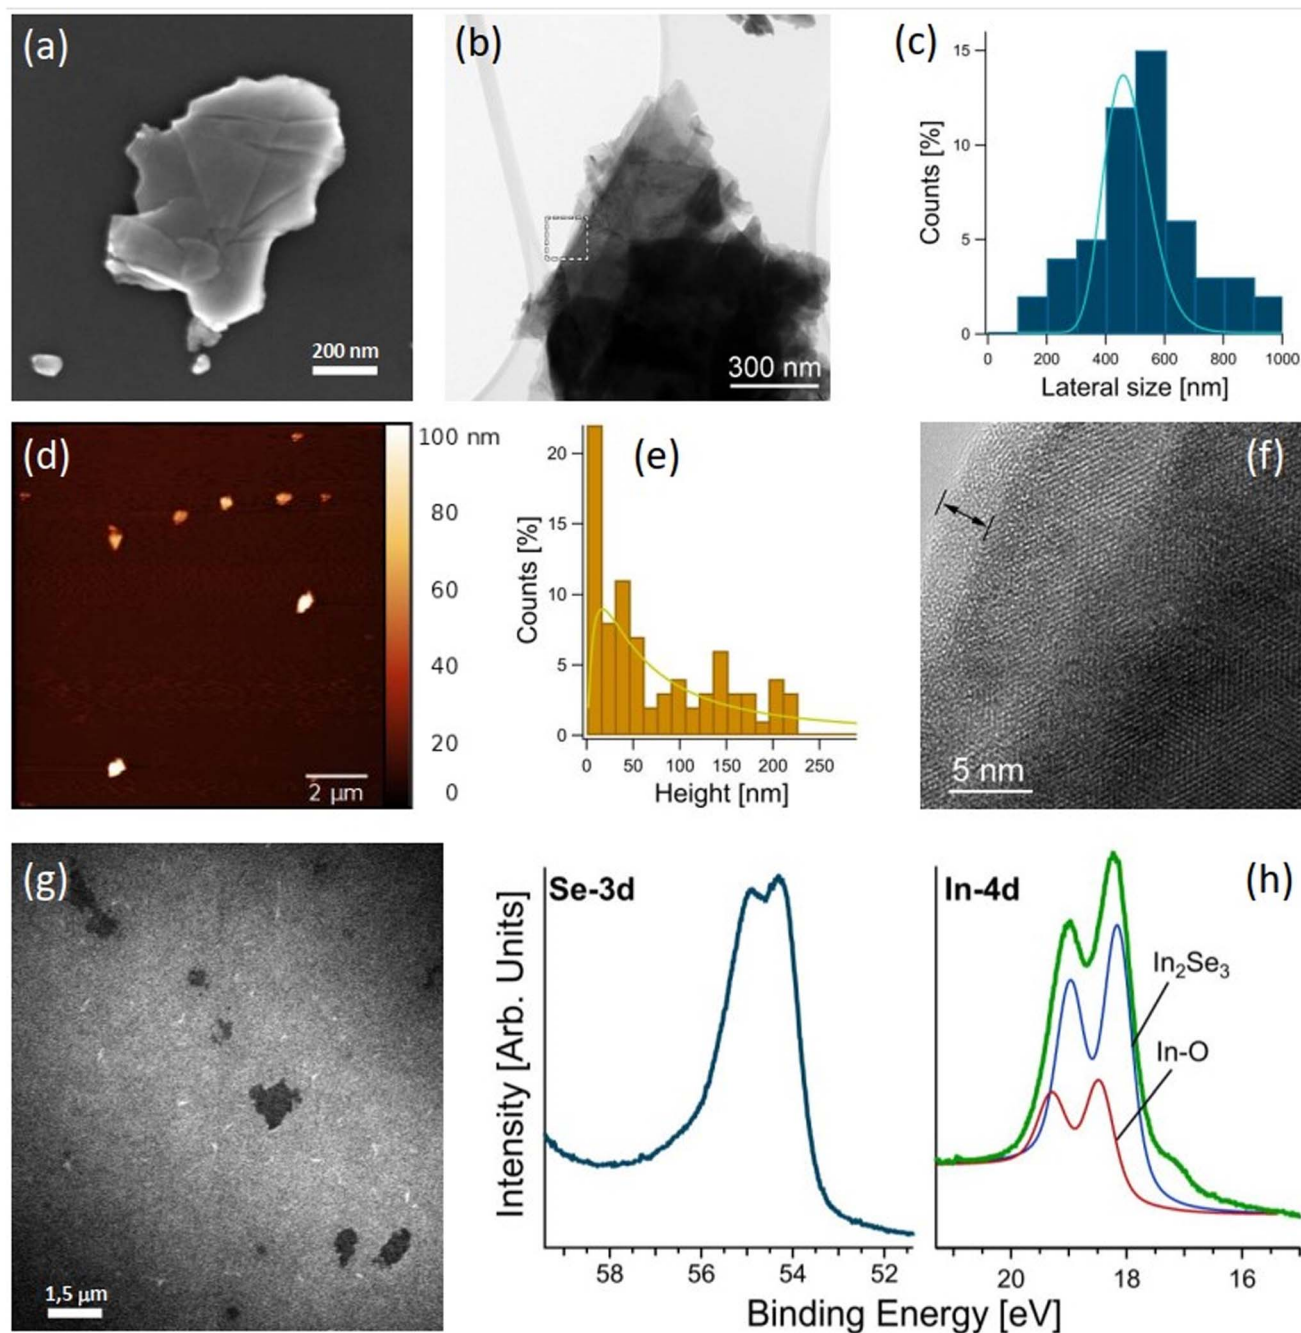 (a)
200 nm
(b)
300 nm
(c)
15
10
5
0
Counts [%]
0 200 400 600 800 1000
Lateral size [nm]
(d)
100 nm
80
60
40
20
0
2 μm
(e)
20
15
10
5
0
Counts [%]
0 50 100 150 200 250
Height [nm]
(f)
5 nm
(g)
1,5 μm
Se-3d
Intensity [Arb. Units]
58 56 54 52
In-4d
(h)
In₂Se₃
In-O
20 18 16
Binding Energy [eV]